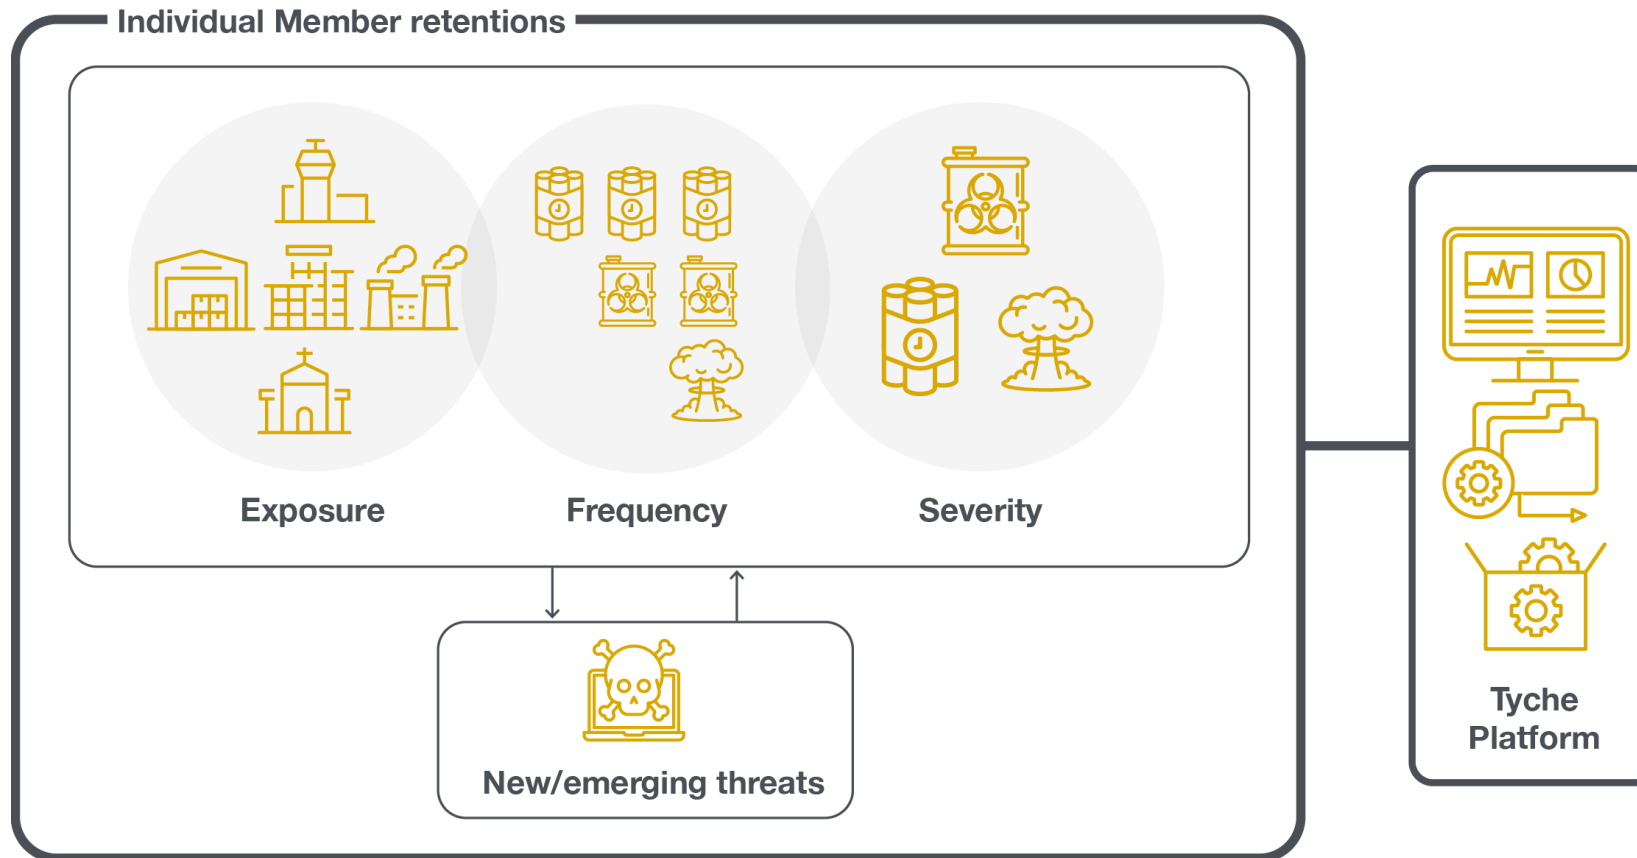 Individual Member retentions
Exposure
Frequency
Severity
New/emerging threats
Tyche
Platform